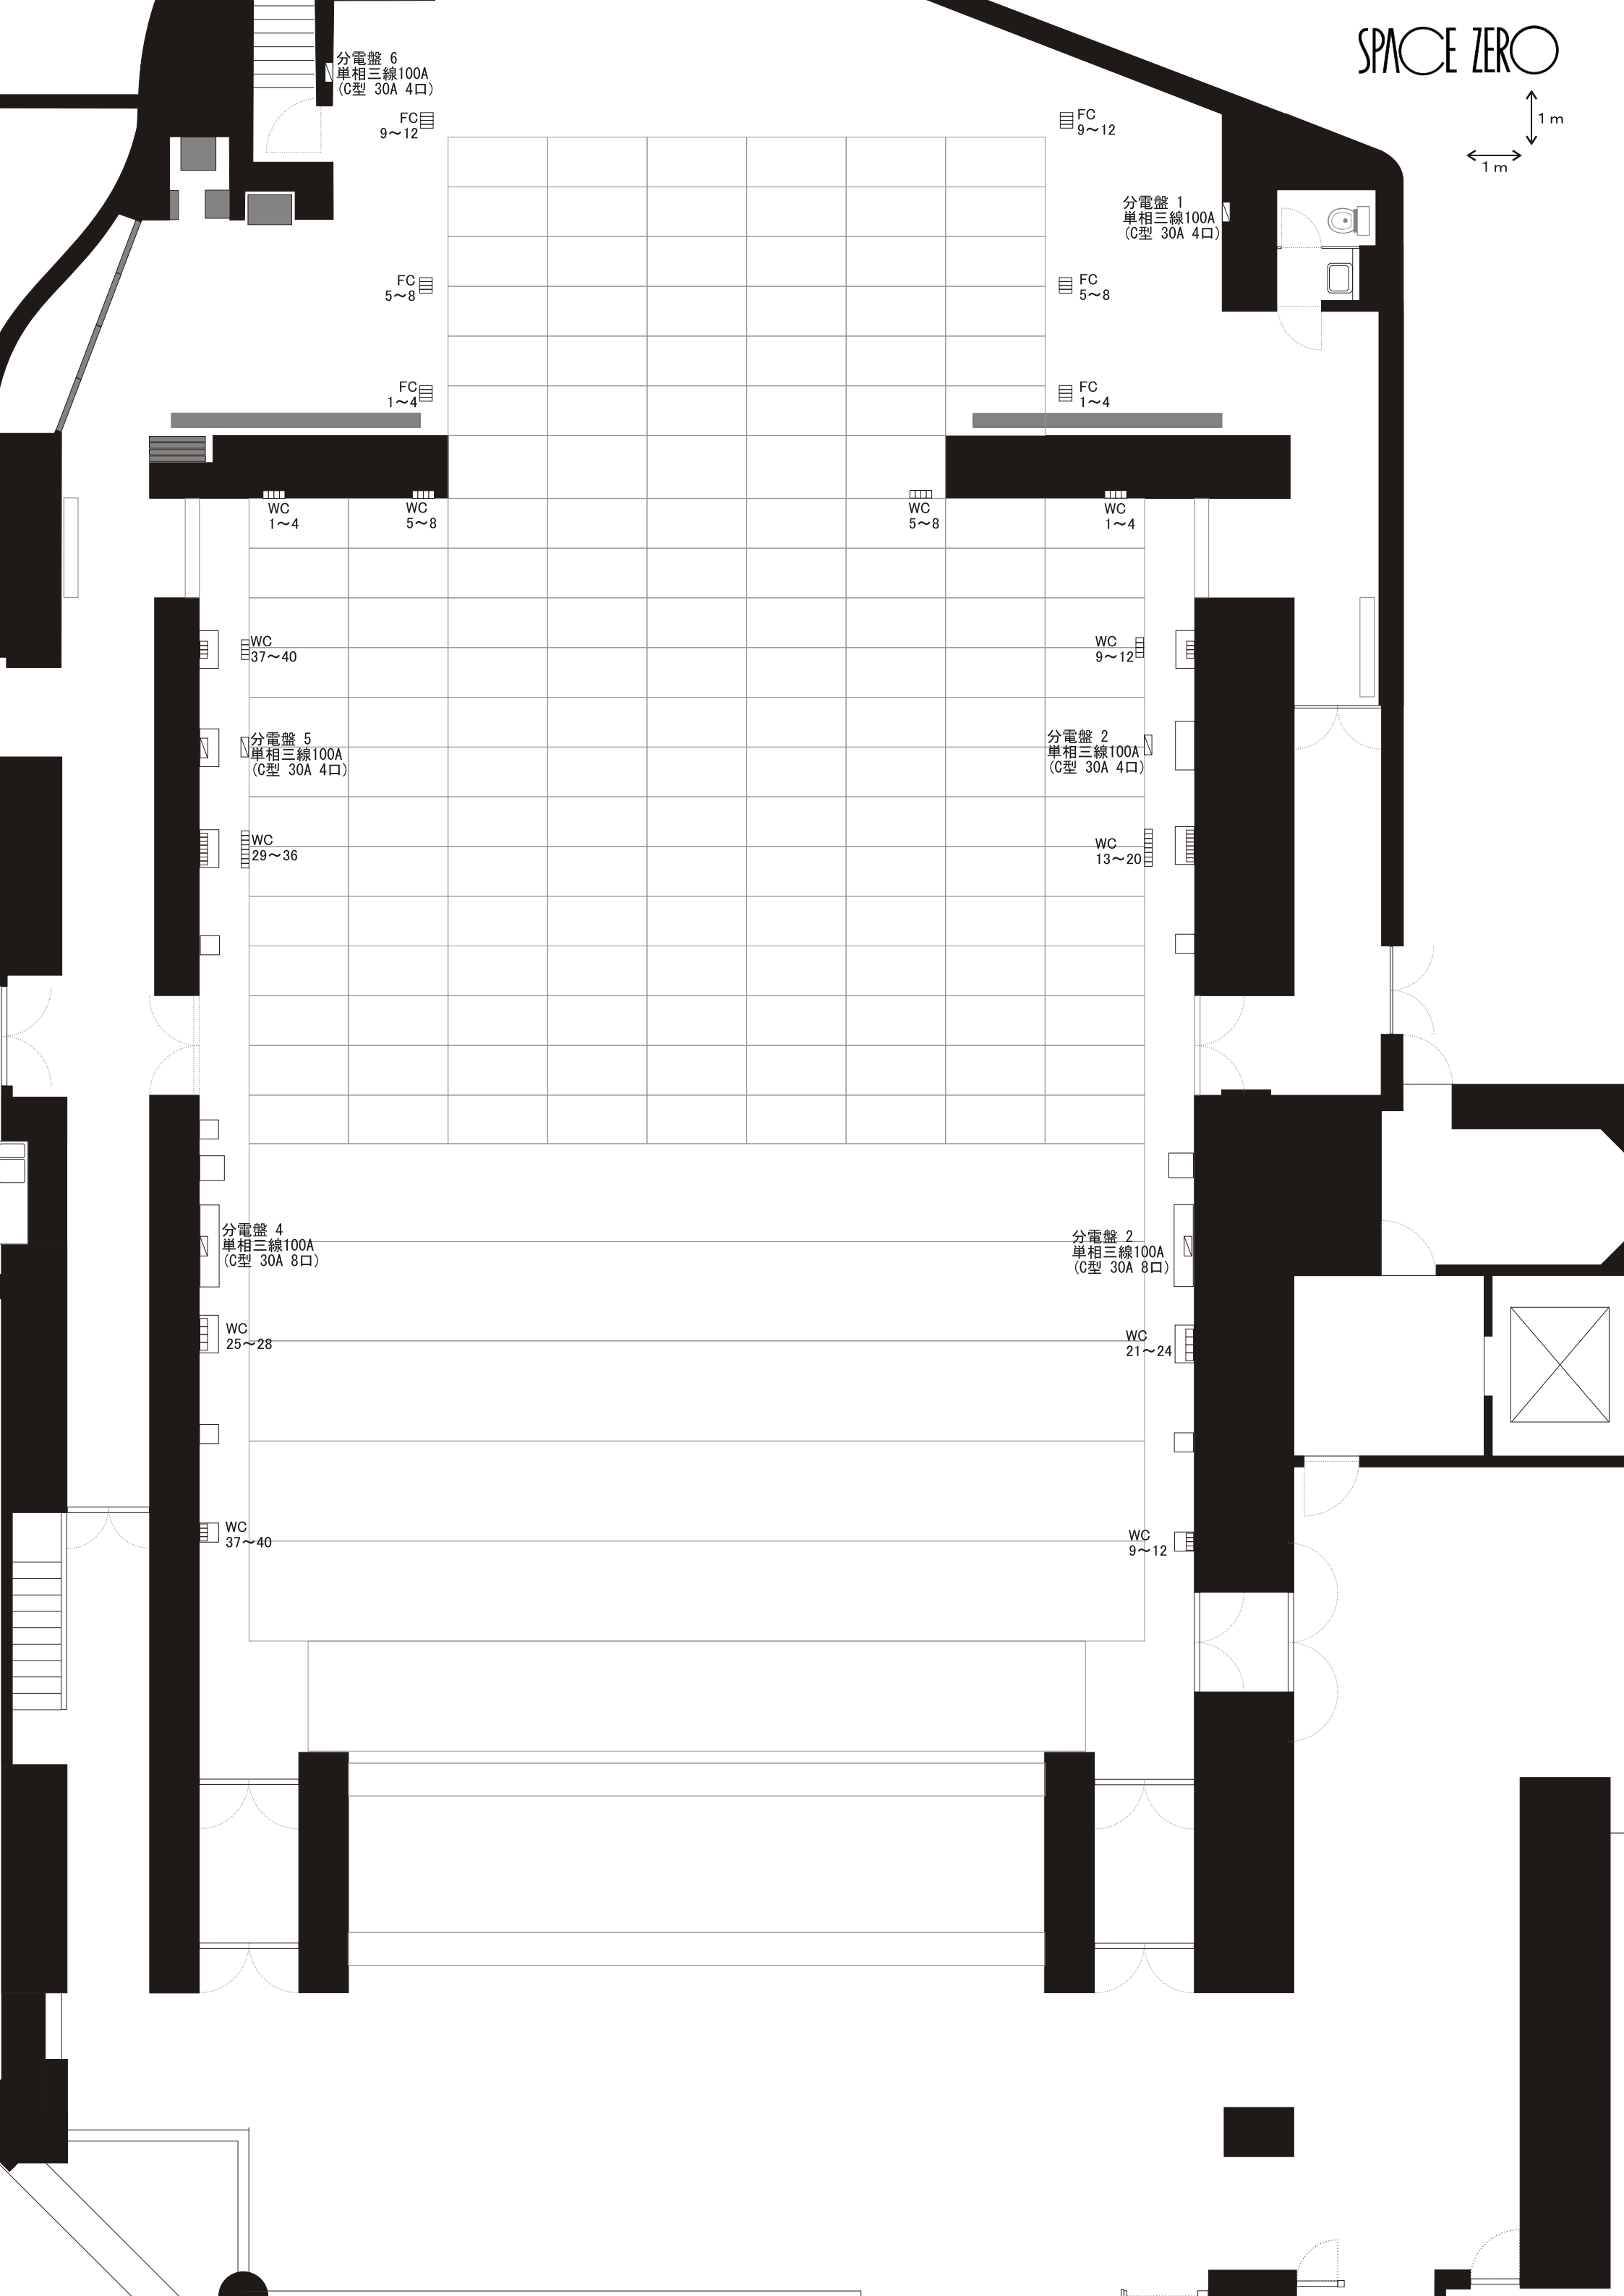 SPACE ZERO
1m
1m
分電盤 6
単相三線100A
(C型 30A 4口)
FC
9～12
FC
9～12
分電盤 1
単相三線100A
(C型 30A 4口)
FC
5～8
FC
5～8
FC
1～4
FC
1～4
WC
1～4
WC
5～8
WC
5～8
WC
1～4
WC
37～40
WC
9～12
分電盤 5
単相三線100A
(C型 30A 4口)
分電盤 2
単相三線100A
(C型 30A 4口)
WC
29～36
WC
13～20
分電盤 4
単相三線100A
(C型 30A 8口)
分電盤 2
単相三線100A
(C型 30A 8口)
WC
25～28
WC
21～24
WC
37～40
WC
9～12